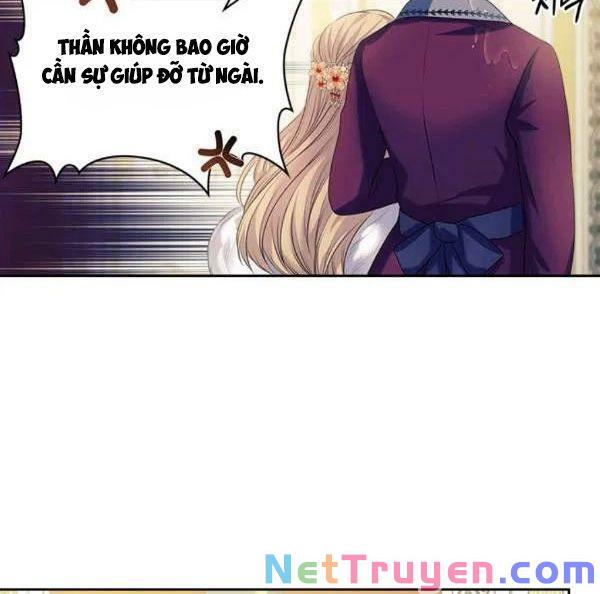 THẦN KHÔNG BAO GIỜ
CẦN SỰ GIÚP ĐỠ TỪ NGÀI.
NetTruyen.com